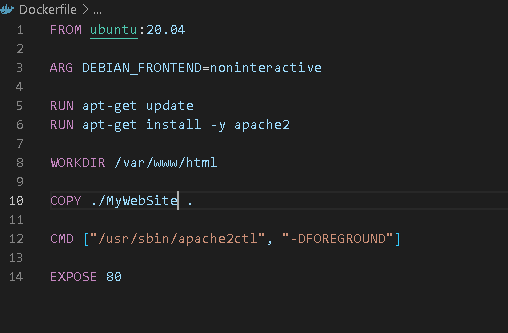 Dockerfile > ...
1 FROM ubuntu:20.04
2
3 ARG DEBIAN_FRONTEND=noninteractive
4
5 RUN apt-get update
6 RUN apt-get install -y apache2
7
8 WORKDIR /var/www/html
9
10 COPY ./MyWebSite .
11
12 CMD ["/usr/sbin/apache2ctl", "-DFOREGROUND"]
13
14 EXPOSE 80